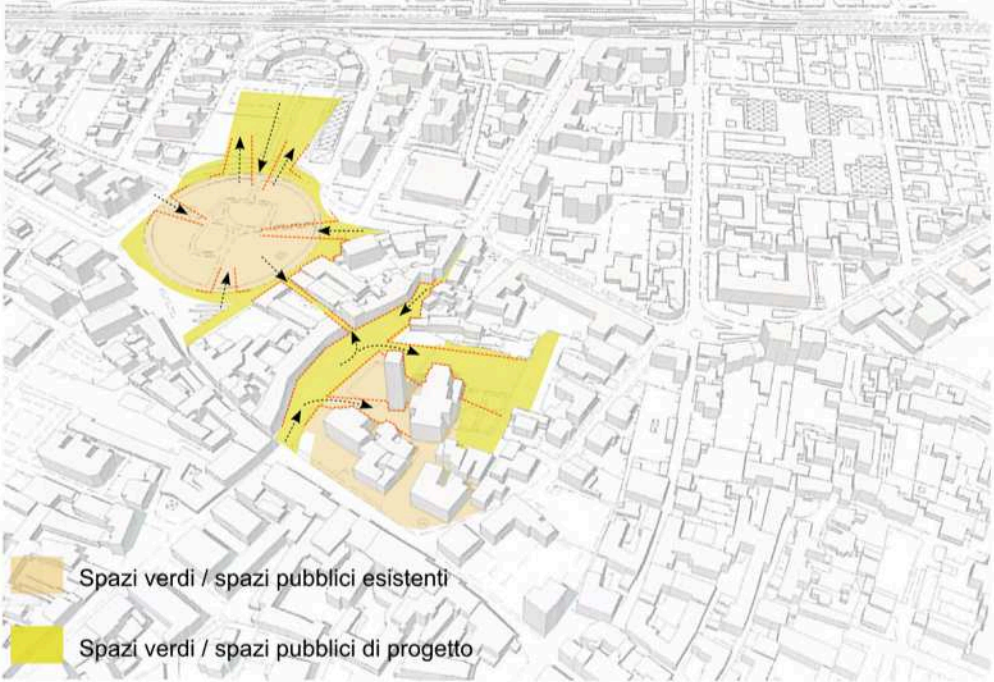 Spazi verdi / spazi pubblici esistenti
Spazi verdi / spazi pubblici di progetto